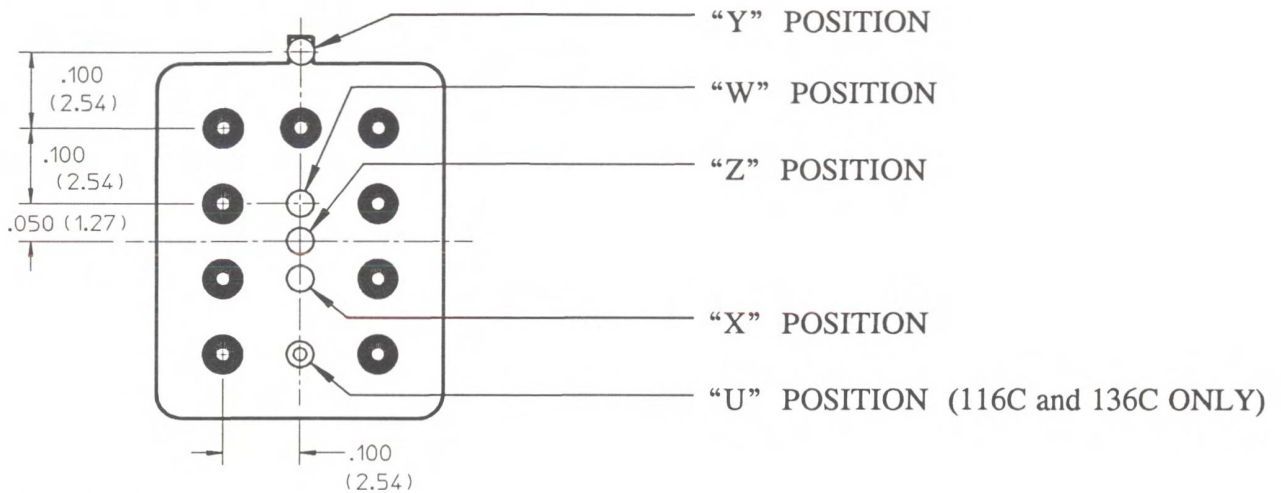 “Y” POSITION
.100
(2.54)
“W” POSITION
.100
(2.54)
“Z” POSITION
.050 (1.27)
“X” POSITION
“U” POSITION (116C and 136C ONLY)
.100
(2.54)